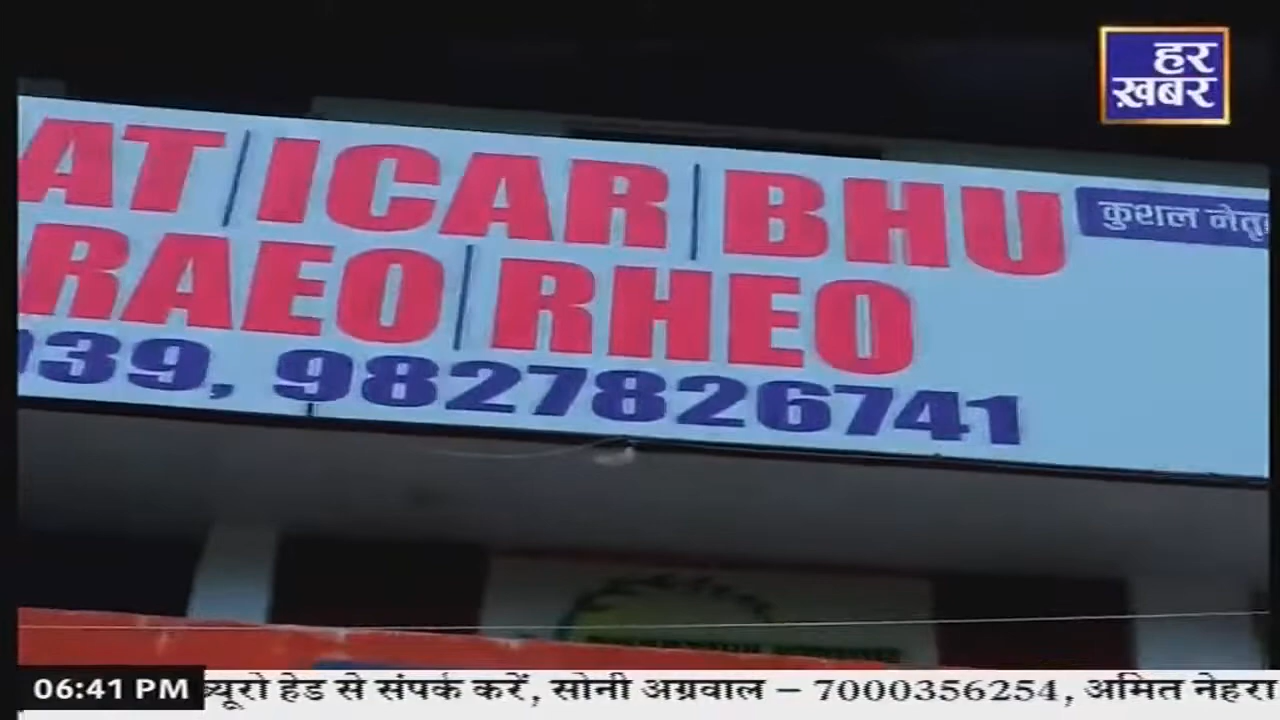 हर
ख़बर
AT | ICAR | BHU
कुशल नेतृ
RAEO | RHEO
39, 9827826741
06:41 PM
ब्यूरो हेड से संपर्क करें, सोनी अग्रवाल – 7000356254, अमित नेहरा